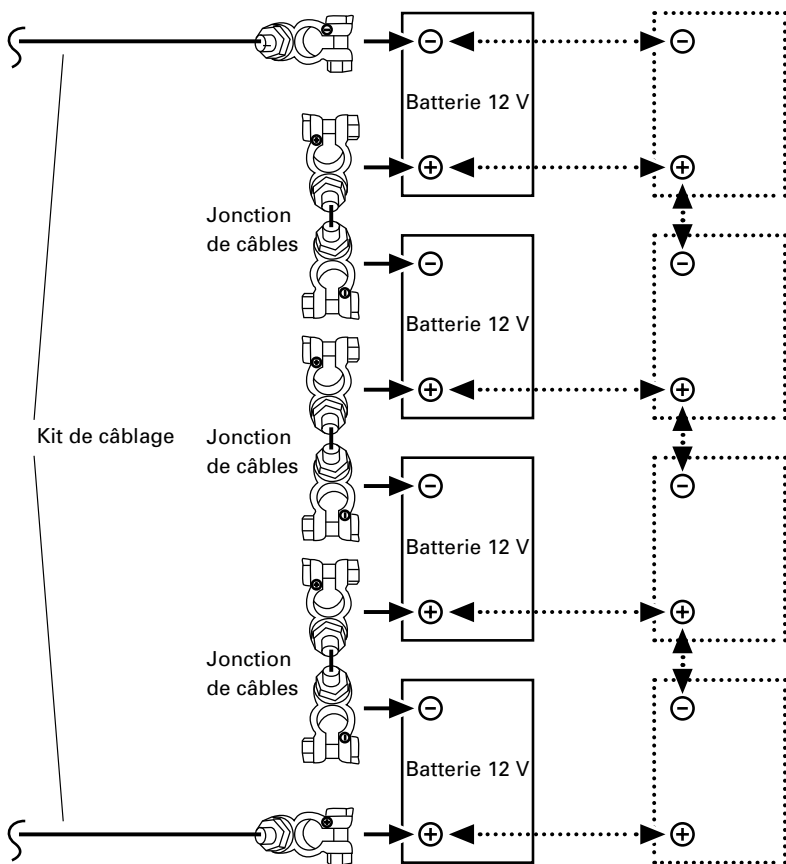 Batterie 12 V
Jonction
de câbles
Batterie 12 V
Kit de câblage
Jonction
de câbles
Batterie 12 V
Jonction
de câbles
Batterie 12 V